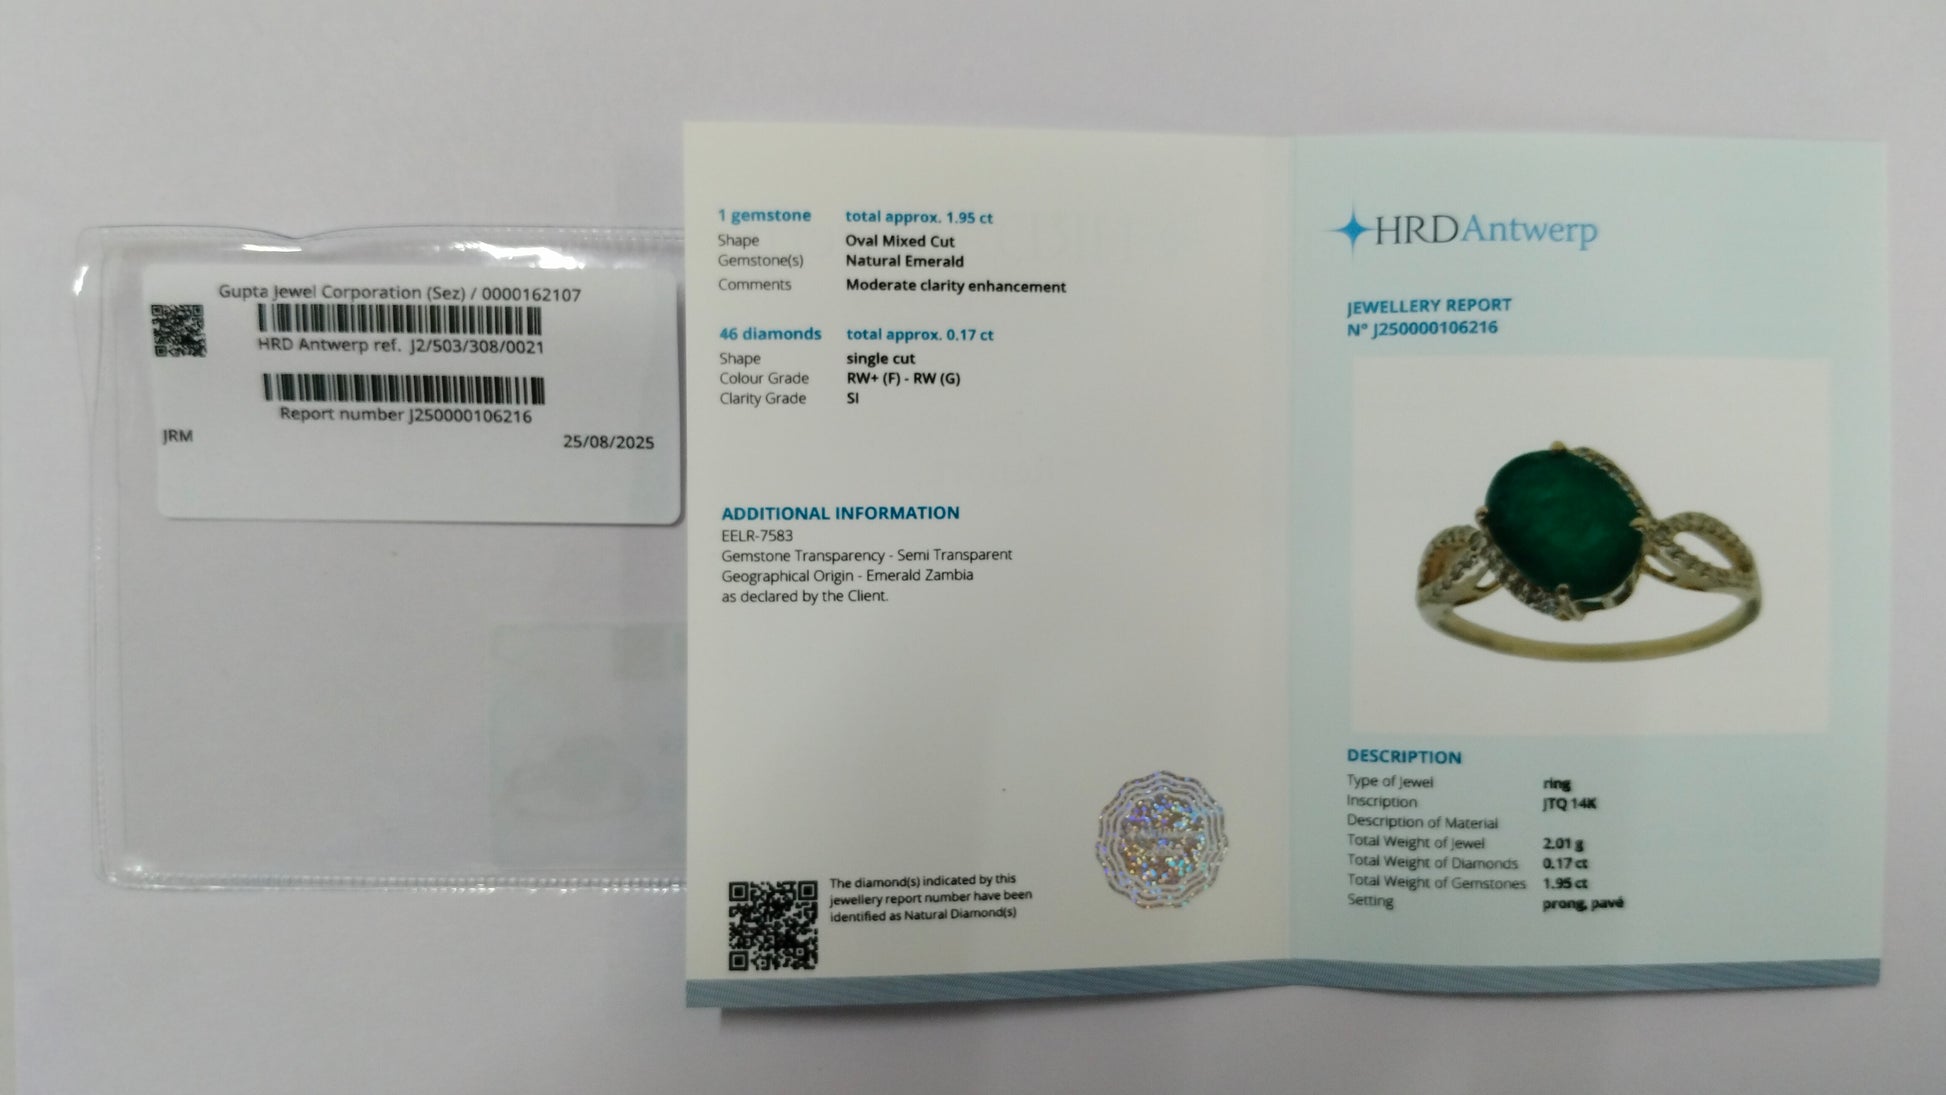 Gupta Jewel Corporation (Sez) / 0000162107
HRD Antwerp ref. J2/503/308/0021
Report number J250000106216
JRM
25/08/2025
1 gemstone total approx. 1.95 ct
Shape Oval Mixed Cut
Gemstone(s) Natural Emerald
Comments Moderate clarity enhancement
46 diamonds total approx. 0.17 ct
Shape single cut
Colour Grade RW+ (F) - RW (G)
Clarity Grade SI
ADDITIONAL INFORMATION
EELR-7583
Gemstone Transparency - Semi Transparent
Geographical Origin - Emerald Zambia
as declared by the Client.
The diamond(s) indicated by this
jewellery report number have been
identified as Natural Diamond(s)
HRD Antwerp
JEWELLERY REPORT
N° J250000106216
DESCRIPTION
Type of Jewel ring
Inscription JTQ 14K
Description of Material
Total Weight of Jewel 2.01 g
Total Weight of Diamonds 0.17 ct
Total Weight of Gemstones 1.95 ct
Setting prong, pavé